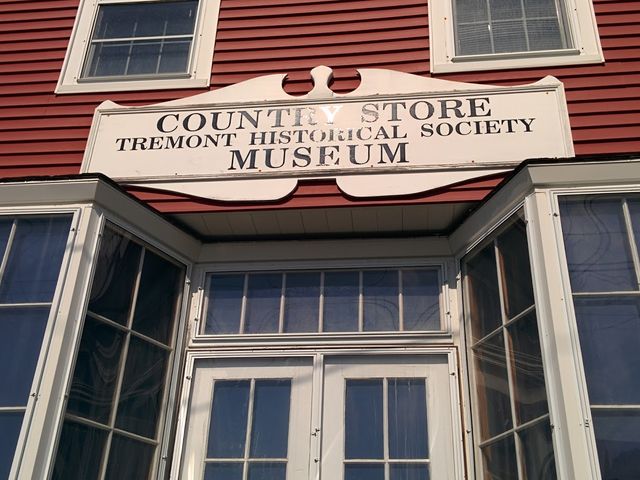 COUNTRY STORE
TREMONT HISTORICAL SOCIETY
MUSEUM